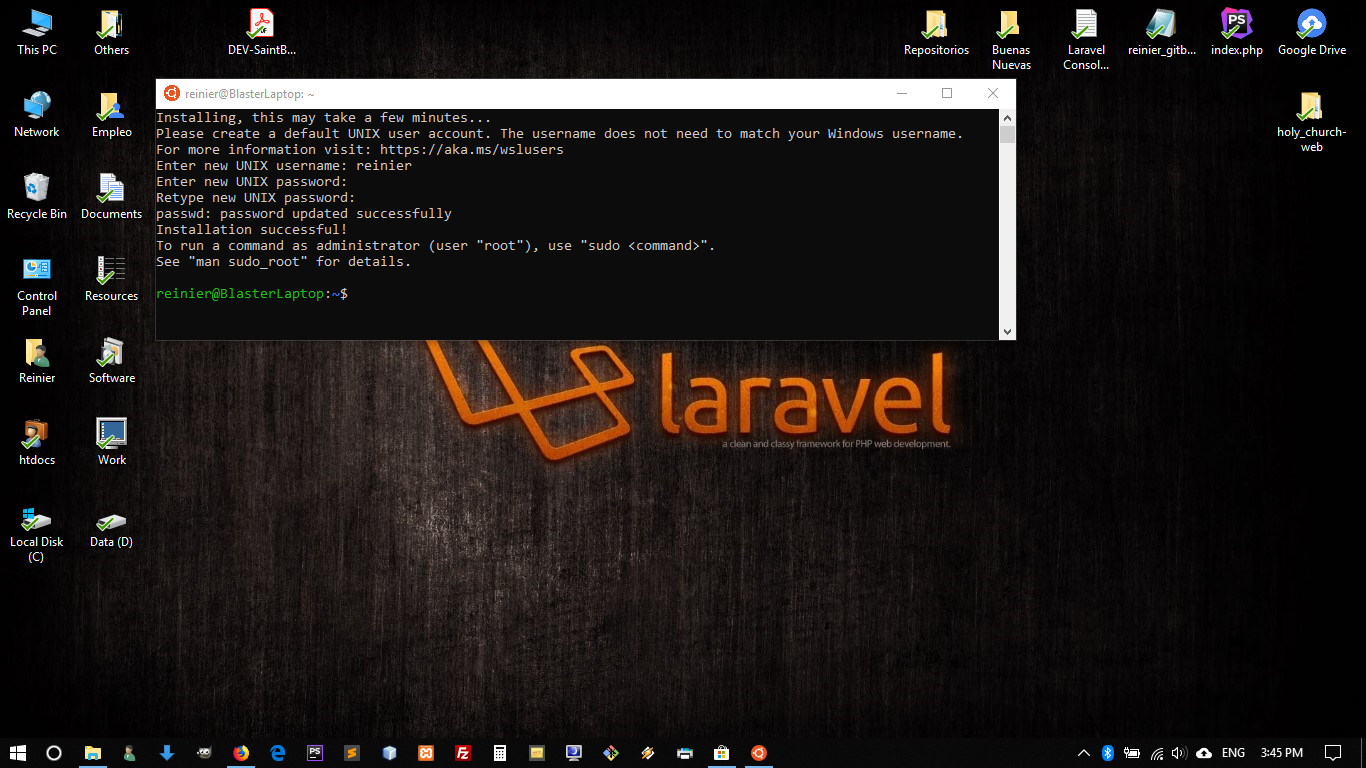 This PC
Others
DEV-SaintB...
Repositorios
Buenas
Nuevas
Laravel
Consol...
reinier_gitb...
index.php
Google Drive
Network
Empleo
holy_church-
web
Recycle Bin
Documents
Control
Panel
Resources
Reinier
Software
htdocs
Work
Local Disk
(C)
Data (D)
reinier@BlasterLaptop: ~
Installing, this may take a few minutes...
Please create a default UNIX user account. The username does not need to match your Windows username.
For more information visit: https://aka.ms/wslusers
Enter new UNIX username: reinier
Enter new UNIX password:
Retype new UNIX password:
passwd: password updated successfully
Installation successful!
To run a command as administrator (user "root"), use "sudo <command>".
See "man sudo_root" for details.
reinier@BlasterLaptop:~$
laravel
a clean and classy framework for PHP web development.
PS
PS
Fz
ENG
3:45 PM